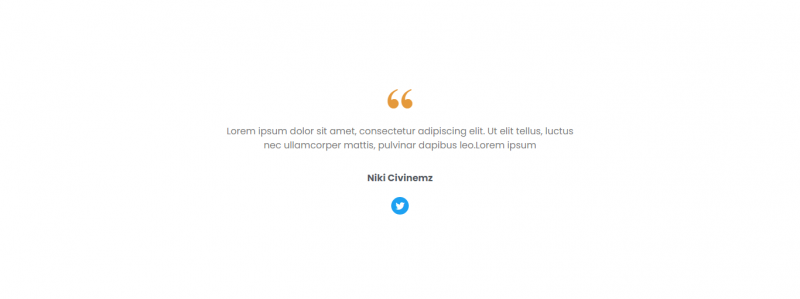 “
Lorem ipsum dolor sit amet, consectetur adipiscing elit. Ut elit tellus, luctus
nec ullamcorper mattis, pulvinar dapibus leo.Lorem ipsum
Niki Civinemz